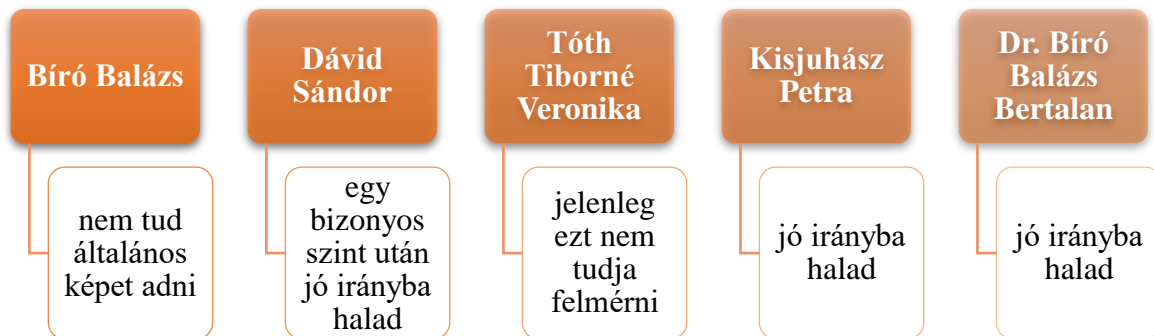 Bíró Balázs
nem tud
általános
képet adni
Dávid
Sándor
egy
bizonyos
szint után
jó irányba
halad
Tóth
Tiborné
Veronika
jelenleg
ezt nem
tudja
felmérni
Kisjuhász
Petra
jó irányba
halad
Dr. Bíró
Balázs
Bertalan
jó irányba
halad